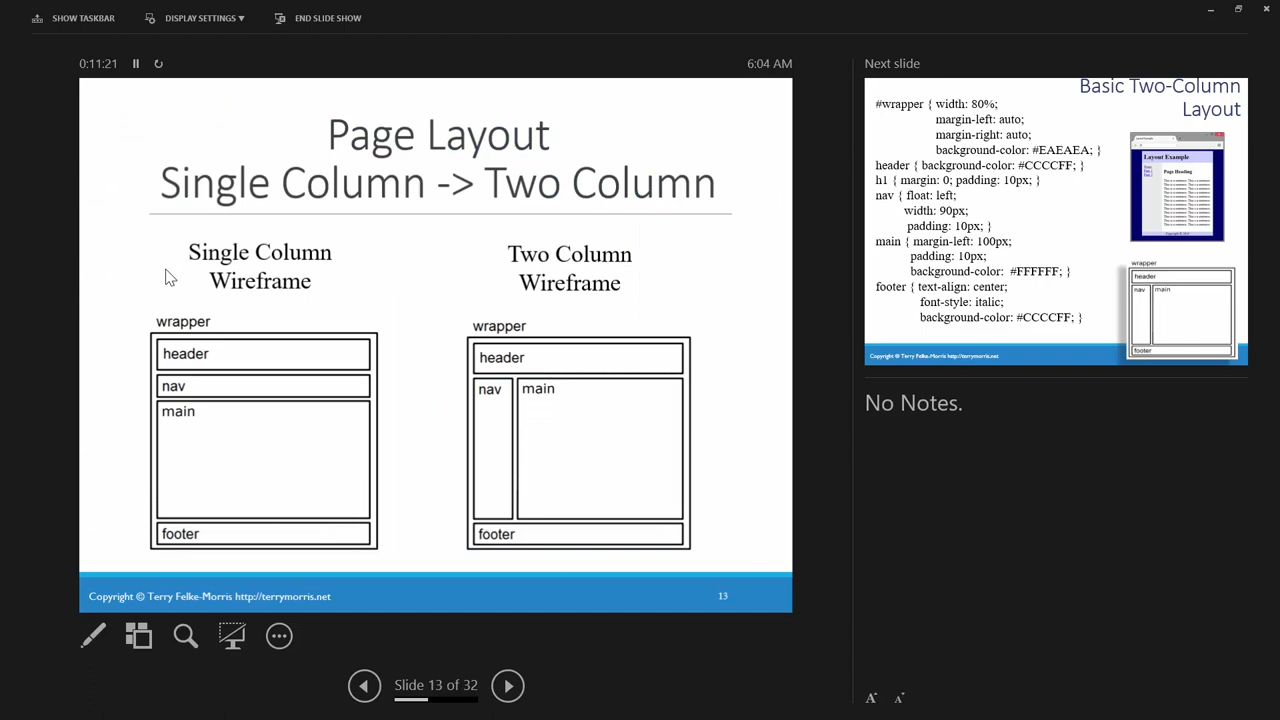 SHOW TASKBAR
DISPLAY SETTINGS ▼
END SLIDE SHOW
0:11:21
6:04 AM
Page Layout
Single Column -> Two Column
Single Column
Wireframe
wrapper
header
nav
main
footer
Two Column
Wireframe
wrapper
header
nav
main
footer
Copyright © Terry Felke-Morris http://terrymorris.net
13
Slide 13 of 32
Next slide
Basic Two-Column
Layout
#wrapper { width: 80%;
margin-left: auto;
margin-right: auto;
background-color: #EAEAEA; }
header { background-color: #CCCCFF; }
h1 { margin: 0; padding: 10px; }
nav { float: left;
width: 90px;
padding: 10px; }
main { margin-left: 100px;
padding: 10px;
background-color: #FFFFFF; }
footer { text-align: center;
font-style: italic;
background-color: #CCCCFF; }
Layout Example
Page Heading
wrapper
header
nav
main
footer
Copyright © Terry Felke-Morris http://terrymorris.net
No Notes.
A
A